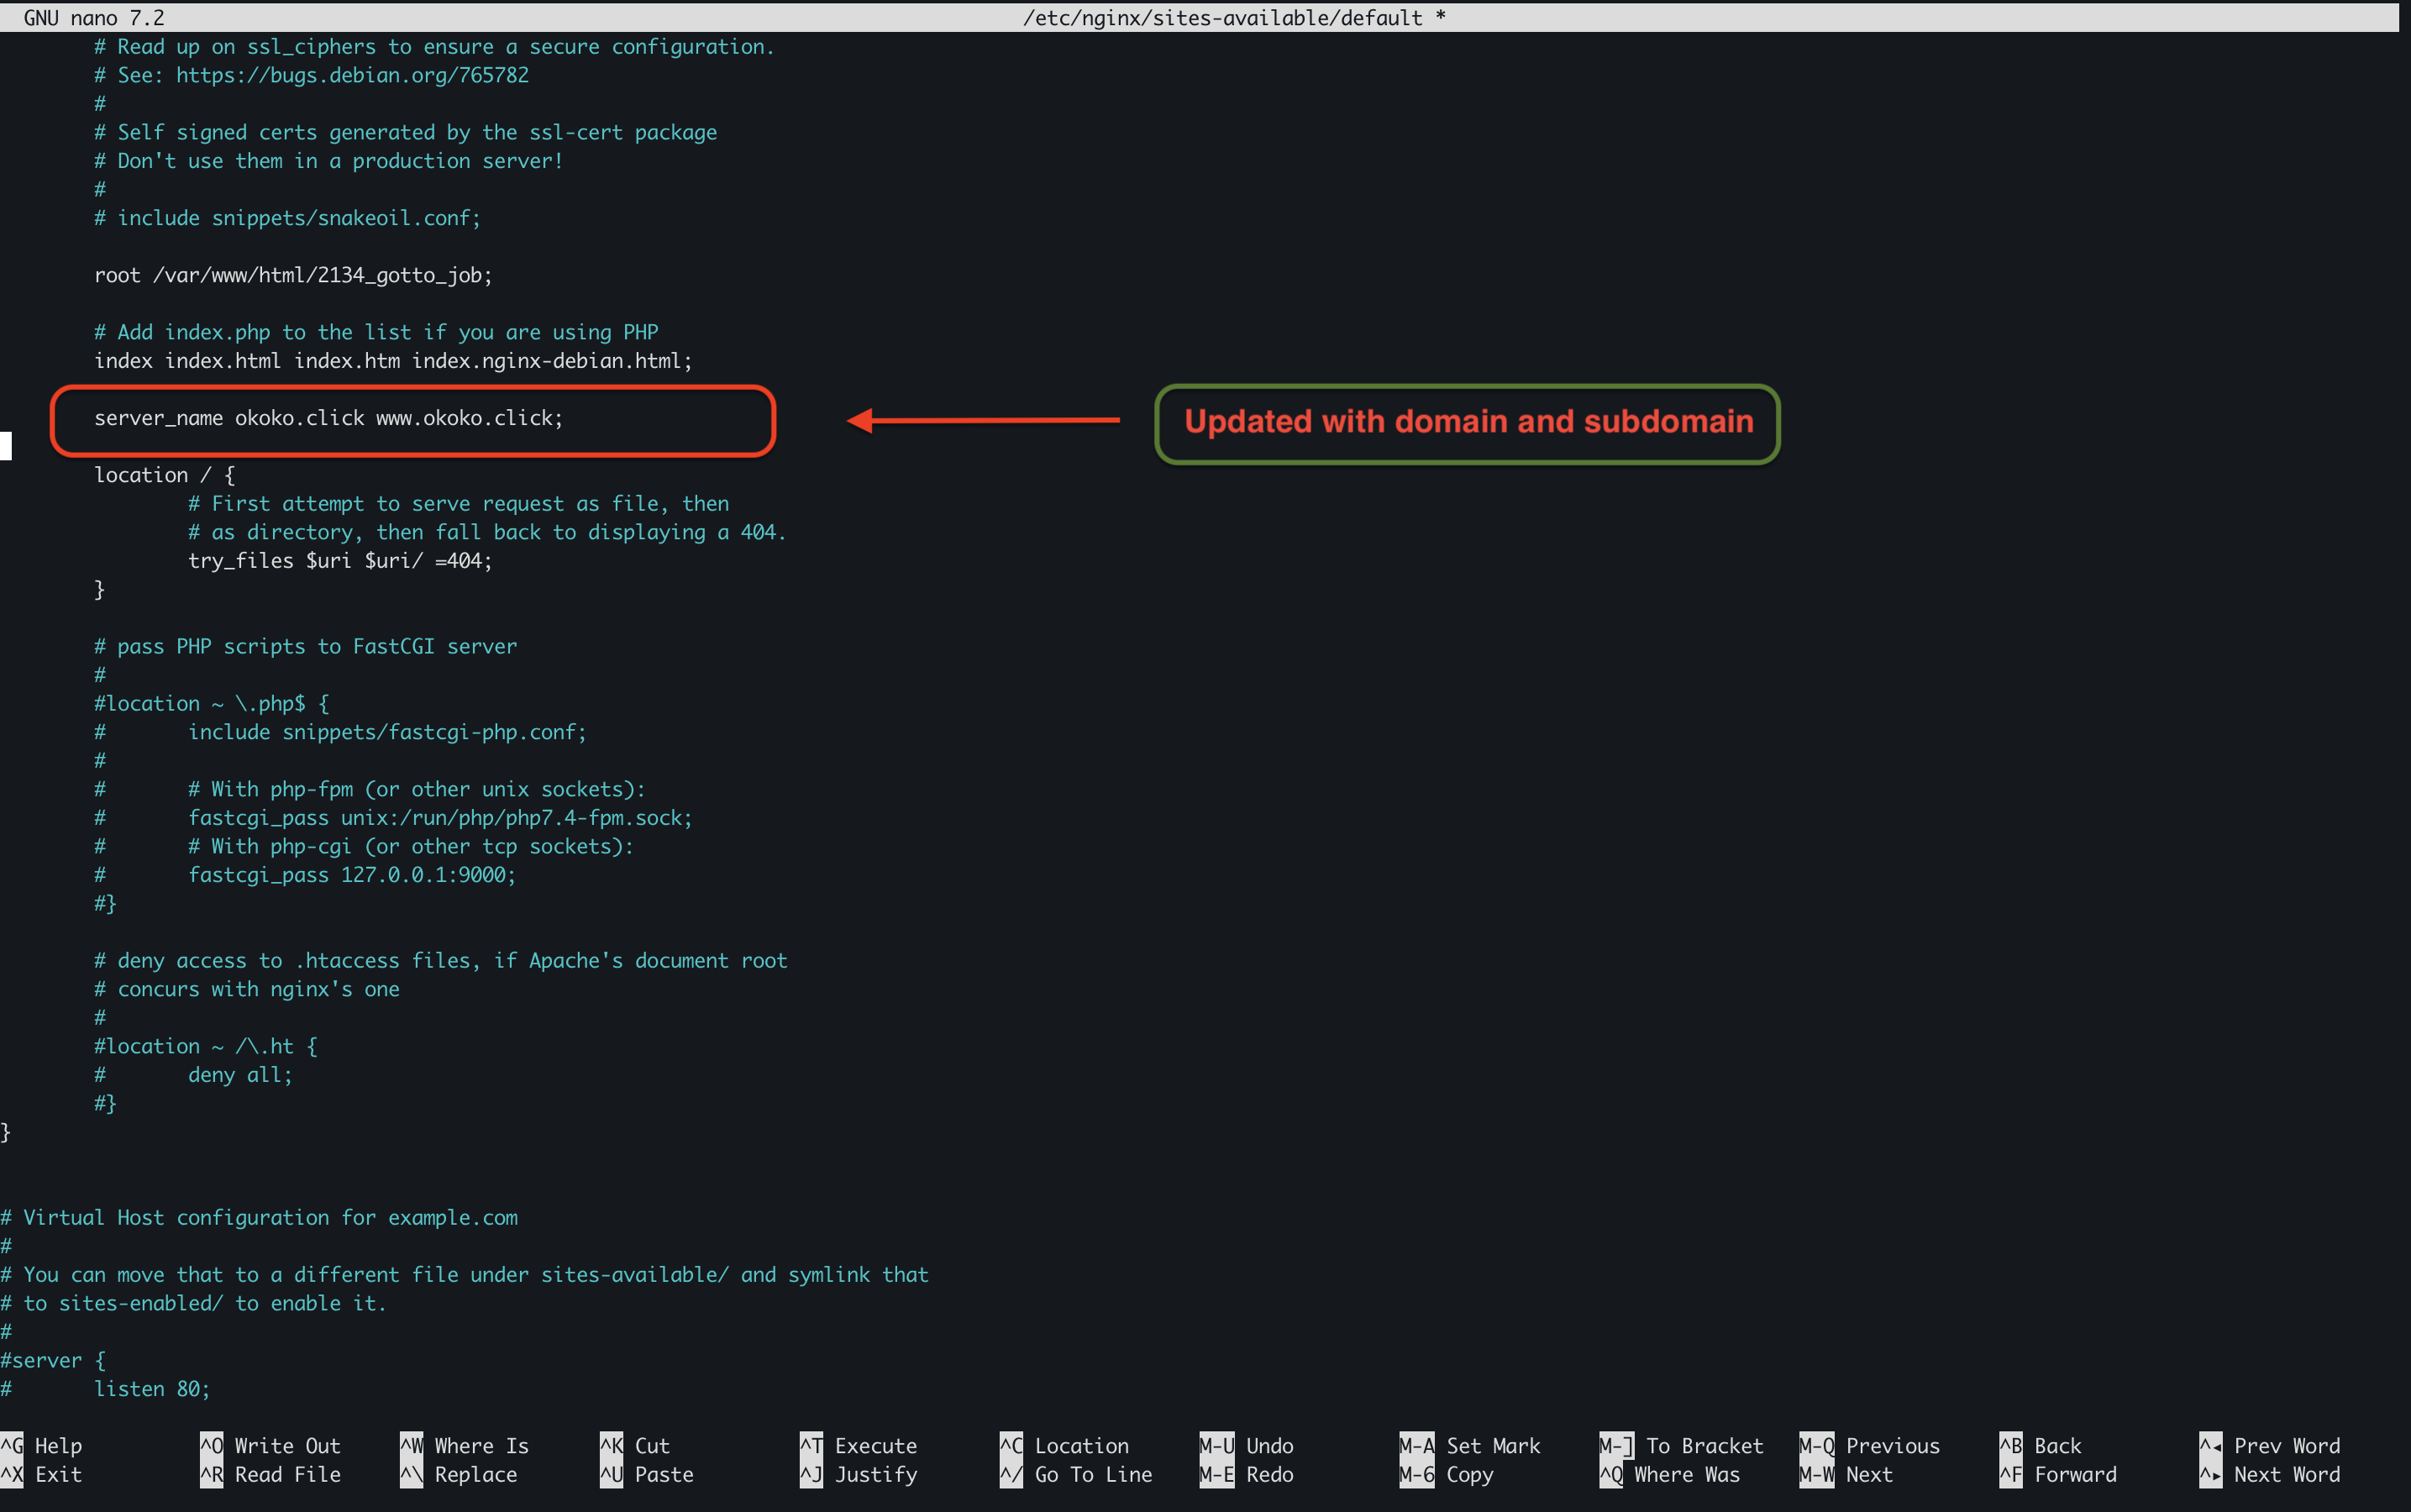 GNU nano 7.2 /etc/nginx/sites-available/default *
# Read up on ssl_ciphers to ensure a secure configuration.
# See: https://bugs.debian.org/765782
#
# Self signed certs generated by the ssl-cert package
# Don't use them in a production server!
#
# include snippets/snakeoil.conf;
root /var/www/html/2134_gotto_job;
# Add index.php to the list if you are using PHP
index index.html index.htm index.nginx-debian.html;
server_name okoko.click www.okoko.click;
Updated with domain and subdomain
location / {
# First attempt to serve request as file, then
# as directory, then fall back to displaying a 404.
try_files $uri $uri/ =404;
}
# pass PHP scripts to FastCGI server
#
#location ~ \.php$ {
# include snippets/fastcgi-php.conf;
#
# # With php-fpm (or other unix sockets):
# fastcgi_pass unix:/run/php/php7.4-fpm.sock;
# # With php-cgi (or other tcp sockets):
# fastcgi_pass 127.0.0.1:9000;
#}
# deny access to .htaccess files, if Apache's document root
# concurs with nginx's one
#
#location ~ /\.ht {
# deny all;
#}
}
# Virtual Host configuration for example.com
#
# You can move that to a different file under sites-available/ and symlink that
# to sites-enabled/ to enable it.
#
#server {
# listen 80;
^G Help ^O Write Out ^W Where Is ^K Cut ^T Execute ^C Location M-U Undo M-A Set Mark M-] To Bracket M-Q Previous ^B Back ^◂ Prev Word
^X Exit ^R Read File ^\ Replace ^U Paste ^J Justify ^/ Go To Line M-E Redo M-6 Copy ^Q Where Was M-W Next ^F Forward ^▸ Next Word